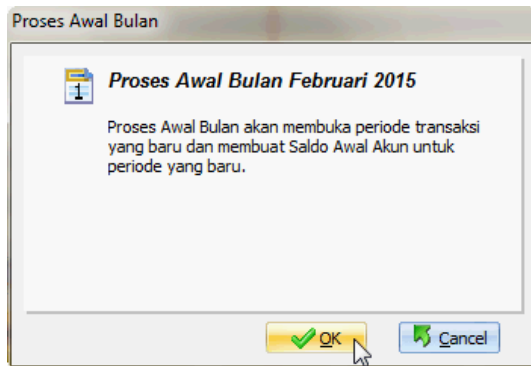 Proses Awal Bulan
Proses Awal Bulan Februari 2015
1
Proses Awal Bulan akan membuka periode transaksi
yang baru dan membuat Saldo Awal Akun untuk
periode yang baru.
OK
Cancel